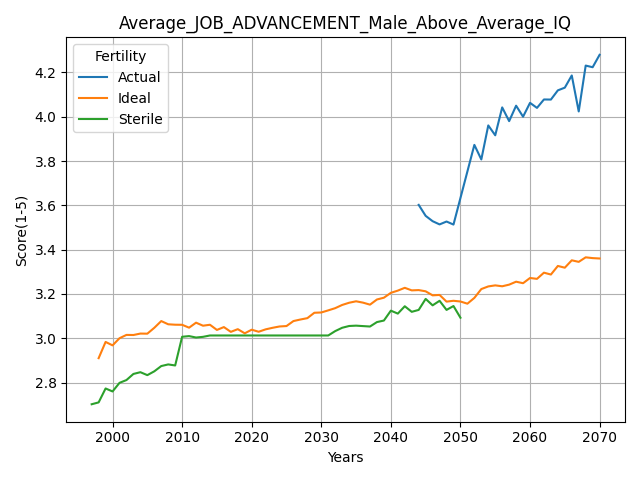 Average_JOB_ADVANCEMENT_Male_Above_Average_IQ
Fertility
Actual
Ideal
Sterile
Score(1-5)
4.2
4.0
3.8
3.6
3.4
3.2
3.0
2.8
2000 2010 2020 2030 2040 2050 2060 2070
Years